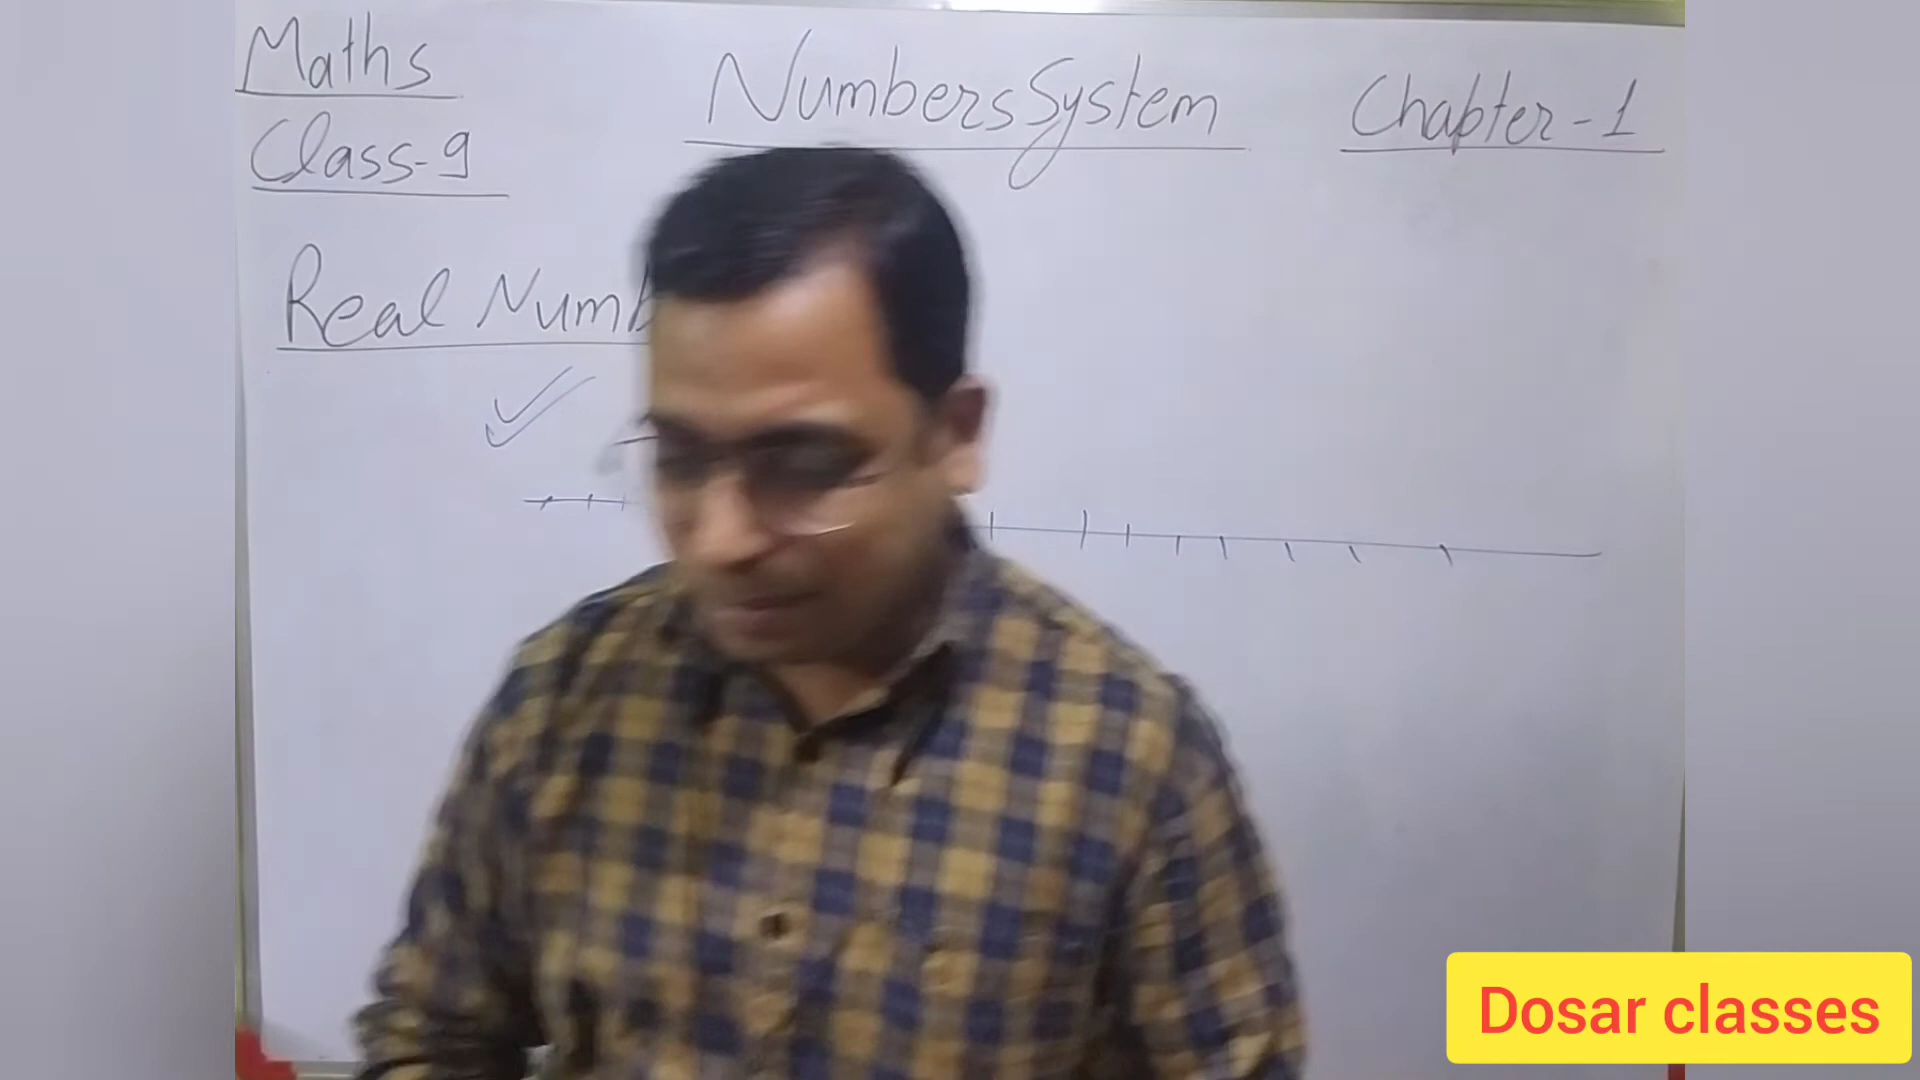 Maths
Class-9
Numbers System
Chapter-1
Real Numb
Dosar classes